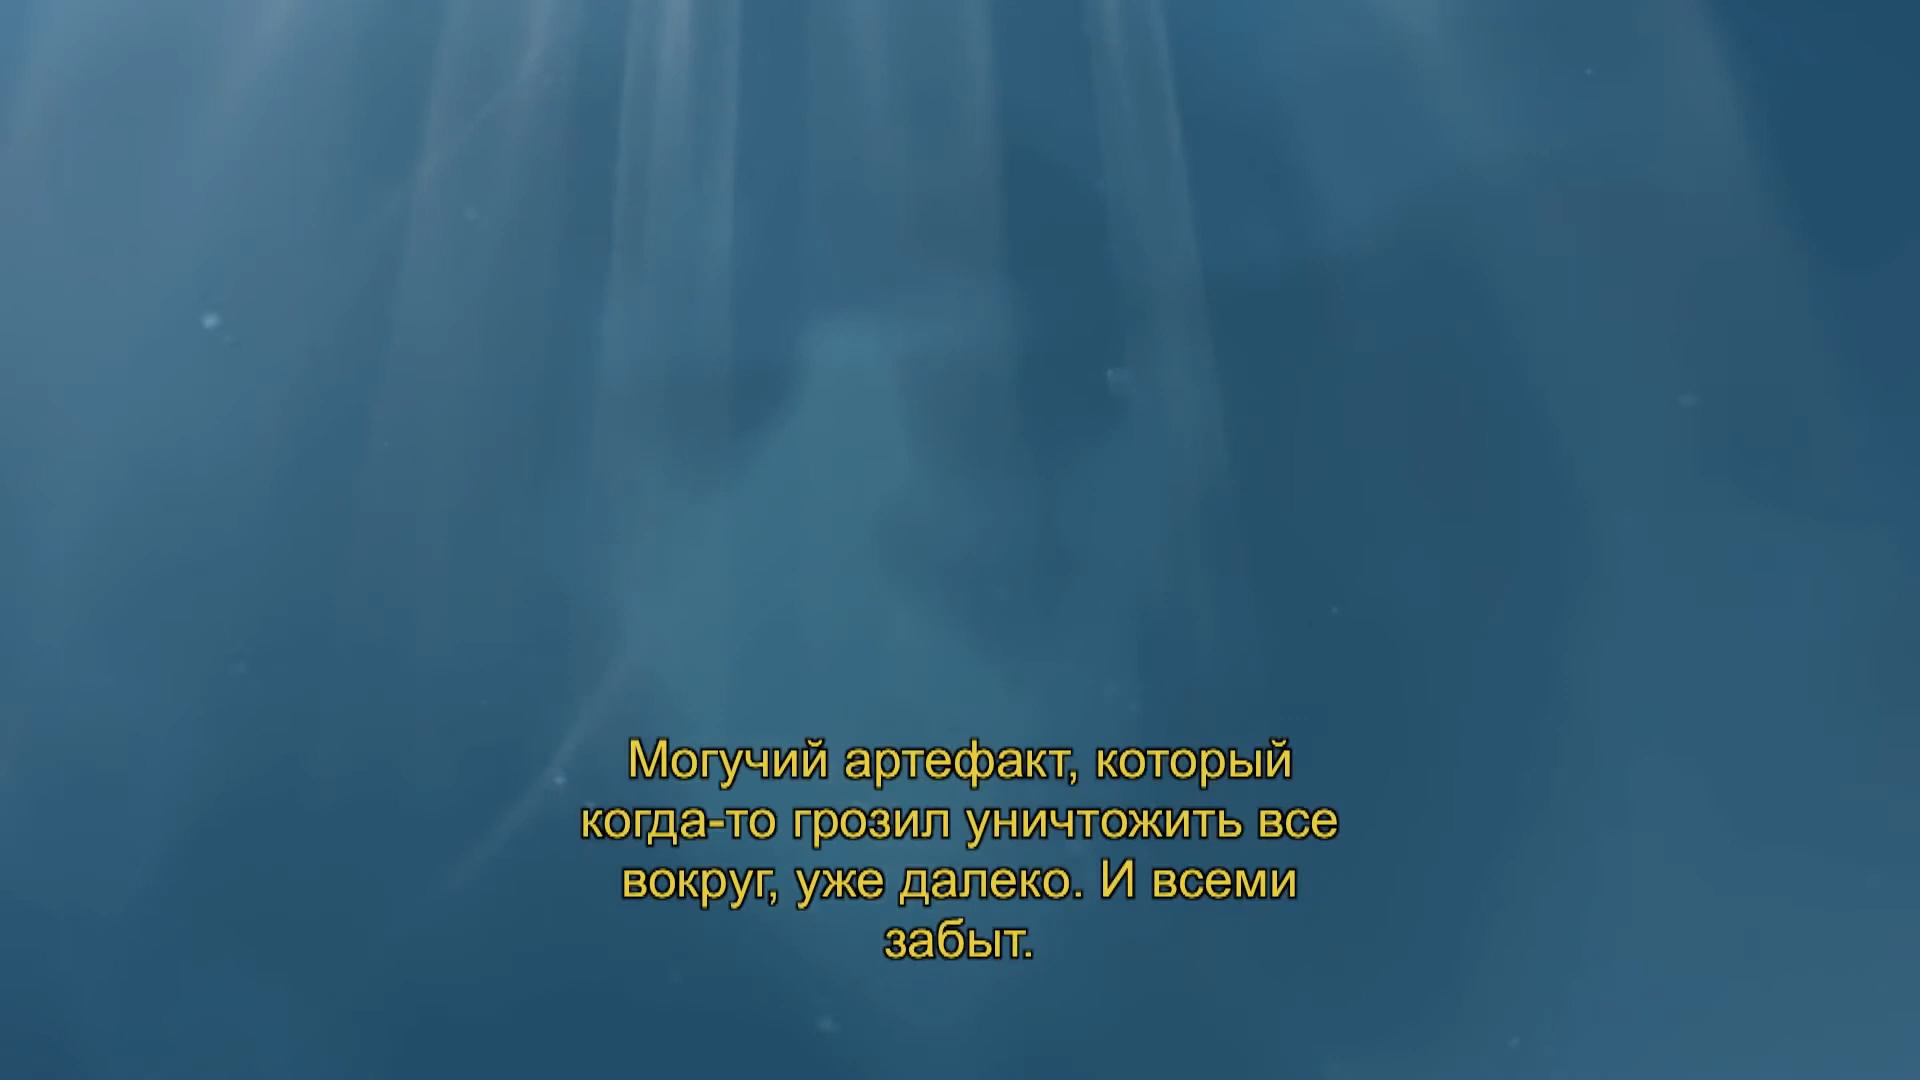 Могучий артефакт, который
когда-то грозил уничтожить все
вокруг, уже далеко. И всеми
забыт.